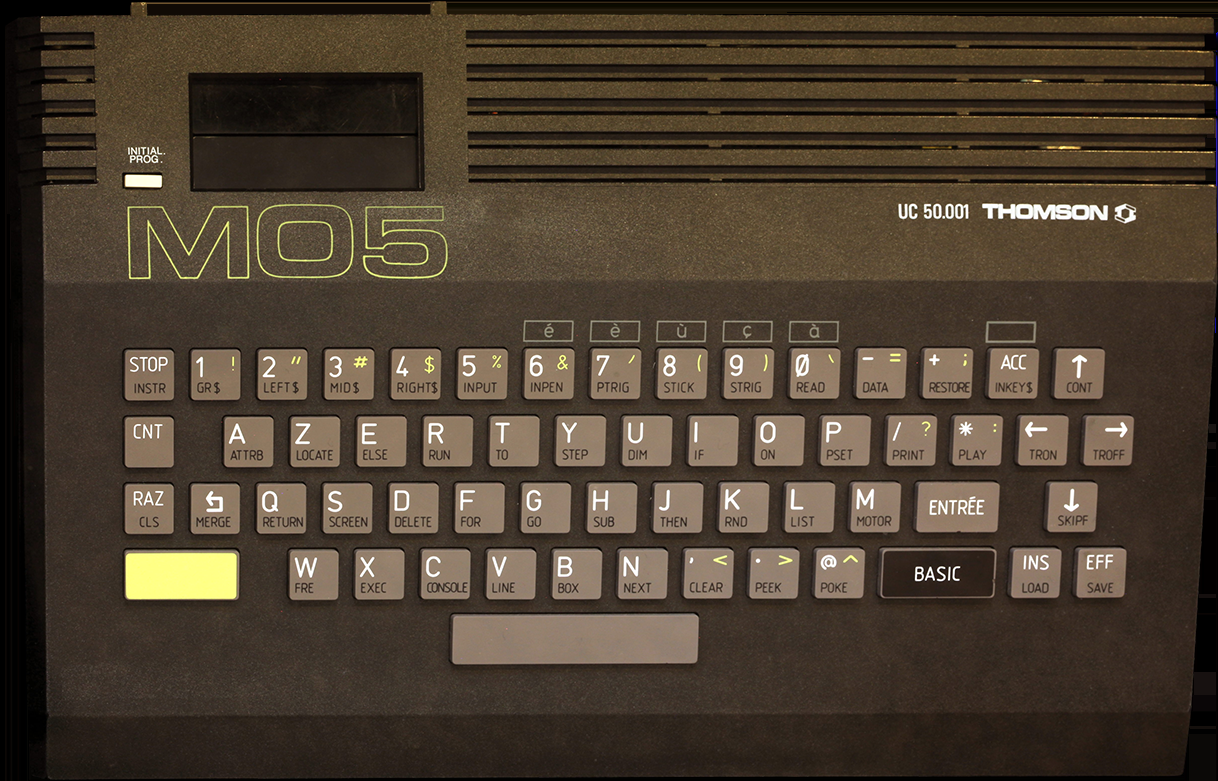 INITIAL.
PROG.
MO5
UC 50.001 THOMSON
é è ù ç à
STOP 1 ! 2 " 3 # 4 $ 5 % 6 & 7 ' 8 ( 9 ) 0 ` - = + ; ACC ↑
INSTR GR$ LEFT$ MID$ RIGHT$ INPUT INPEN PTRIG STICK STRIG READ DATA RESTORE INKEY$ CONT
CNT A Z E R T Y U I O P / ? * : ← →
ATTRB LOCATE ELSE RUN TO STEP DIM IF ON PSET PRINT PLAY TRON TROFF
RAZ Q S D F G H J K L M ENTRÉE ↓
CLS MERGE RETURN SCREEN DELETE FOR GO SUB THEN RND LIST MOTOR SKIPF
W X C V B N , < . > @ ^ BASIC INS EFF
FRE EXEC CONSOLE LINE BOX NEXT CLEAR PEEK POKE LOAD SAVE